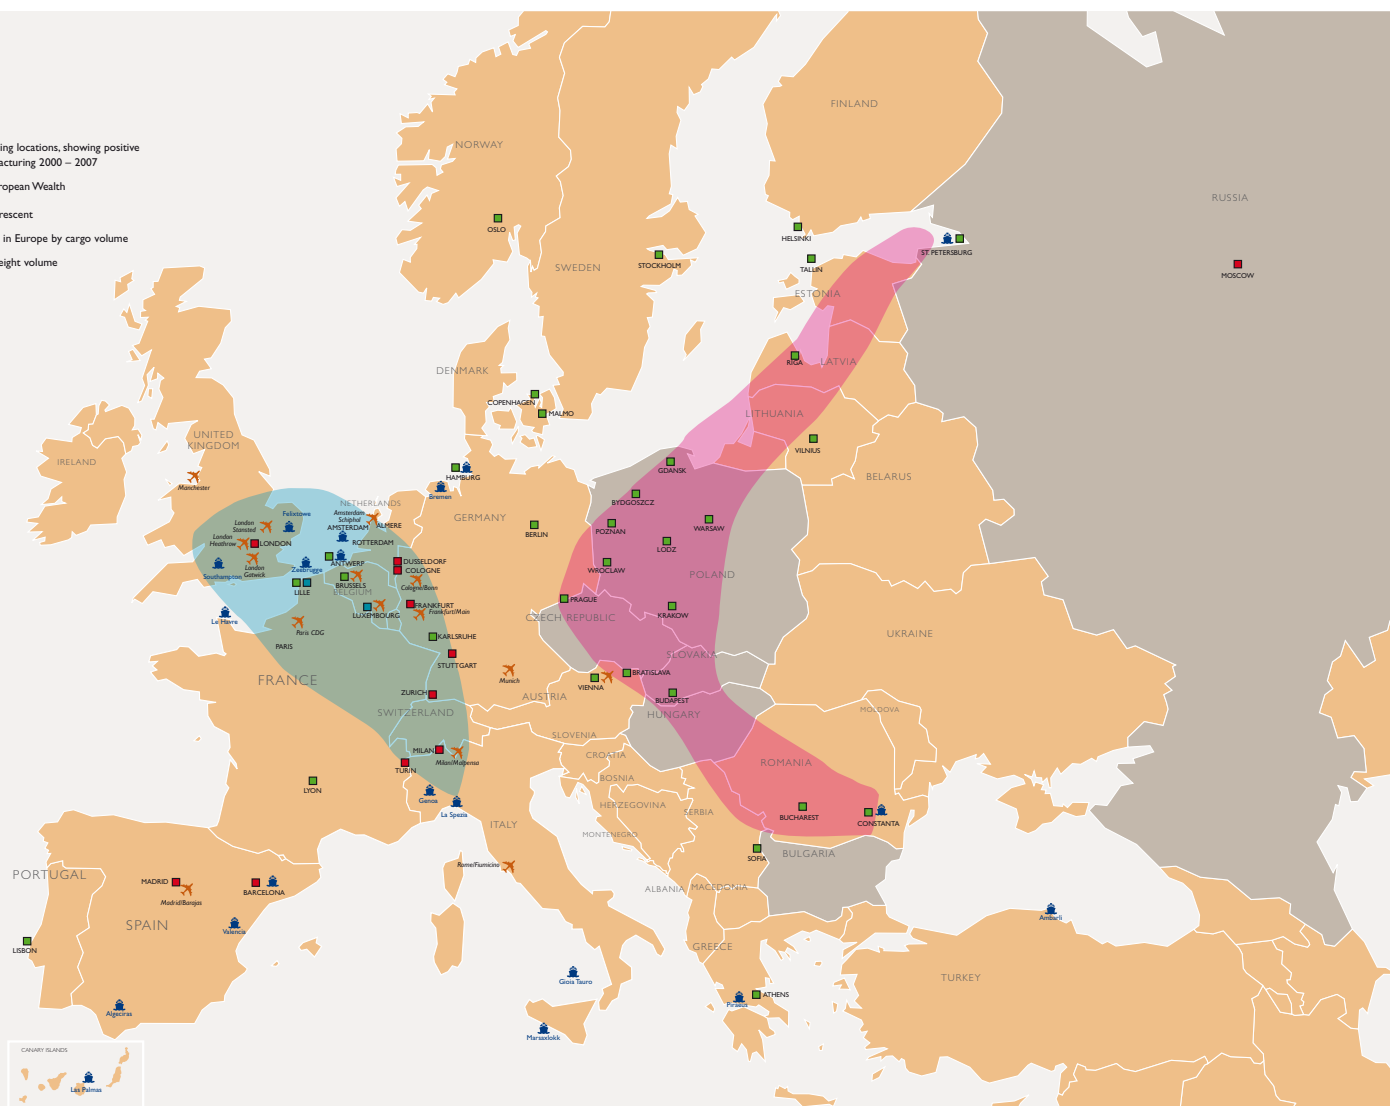 ing locations, showing positive
acturing 2000 – 2007
ropean Wealth
rescent
in Europe by cargo volume
eight volume
FINLAND
NORWAY
RUSSIA
OSLO
HELSINKI
ST. PETERSBURG
STOCKHOLM
SWEDEN
TALLIN
MOSCOW
ESTONIA
RIGA
LATVIA
DENMARK
COPENHAGEN
MALMO
LITHUANIA
UNITED
KINGDOM
VILNIUS
IRELAND
GDANSK
HAMBURG
BELARUS
Manchester
Bremen
NETHERLANDS
BYDGOSZCZ
Felixstowe
Amsterdam
Schiphol
GERMANY
London
Stansted
AMSTERDAM
ALMERE
BERLIN
POZNAN
WARSAW
London
Heathrow
LONDON
ROTTERDAM
LODZ
London
Gatwick
ANTWERP
DUSSELDORF
Zeebrugge
COLOGNE
WROCLAW
POLAND
Southampton
BRUSSELS
Cologne/Bonn
LILLE
BELGIUM
PRAGUE
FRANKFURT
Frankfurt/Main
LUXEMBOURG
KRAKOW
CZECH REPUBLIC
Le Havre
Paris CDG
UKRAINE
KARLSRUHE
PARIS
SLOVAKIA
STUTTGART
BRATISLAVA
FRANCE
Munich
VIENNA
ZURICH
AUSTRIA
BUDAPEST
SWITZERLAND
HUNGARY
MOLDOVA
SLOVENIA
MILAN
CROATIA
Milan/Malpensa
ROMANIA
TURIN
BOSNIA
LYON
Genoa
HERZEGOVINA
La Spezia
SERBIA
BUCHAREST
CONSTANTA
ITALY
MONTENEGRO
BULGARIA
SOFIA
Rome/Fiumicino
PORTUGAL
MADRID
BARCELONA
ALBANIA
MACEDONIA
Madrid/Barajas
SPAIN
Valencia
Ambarli
LISBON
GREECE
TURKEY
Gioia Tauro
ATHENS
Piraeus
Algeciras
Marsaxlokk
CANARY ISLANDS
Las Palmas